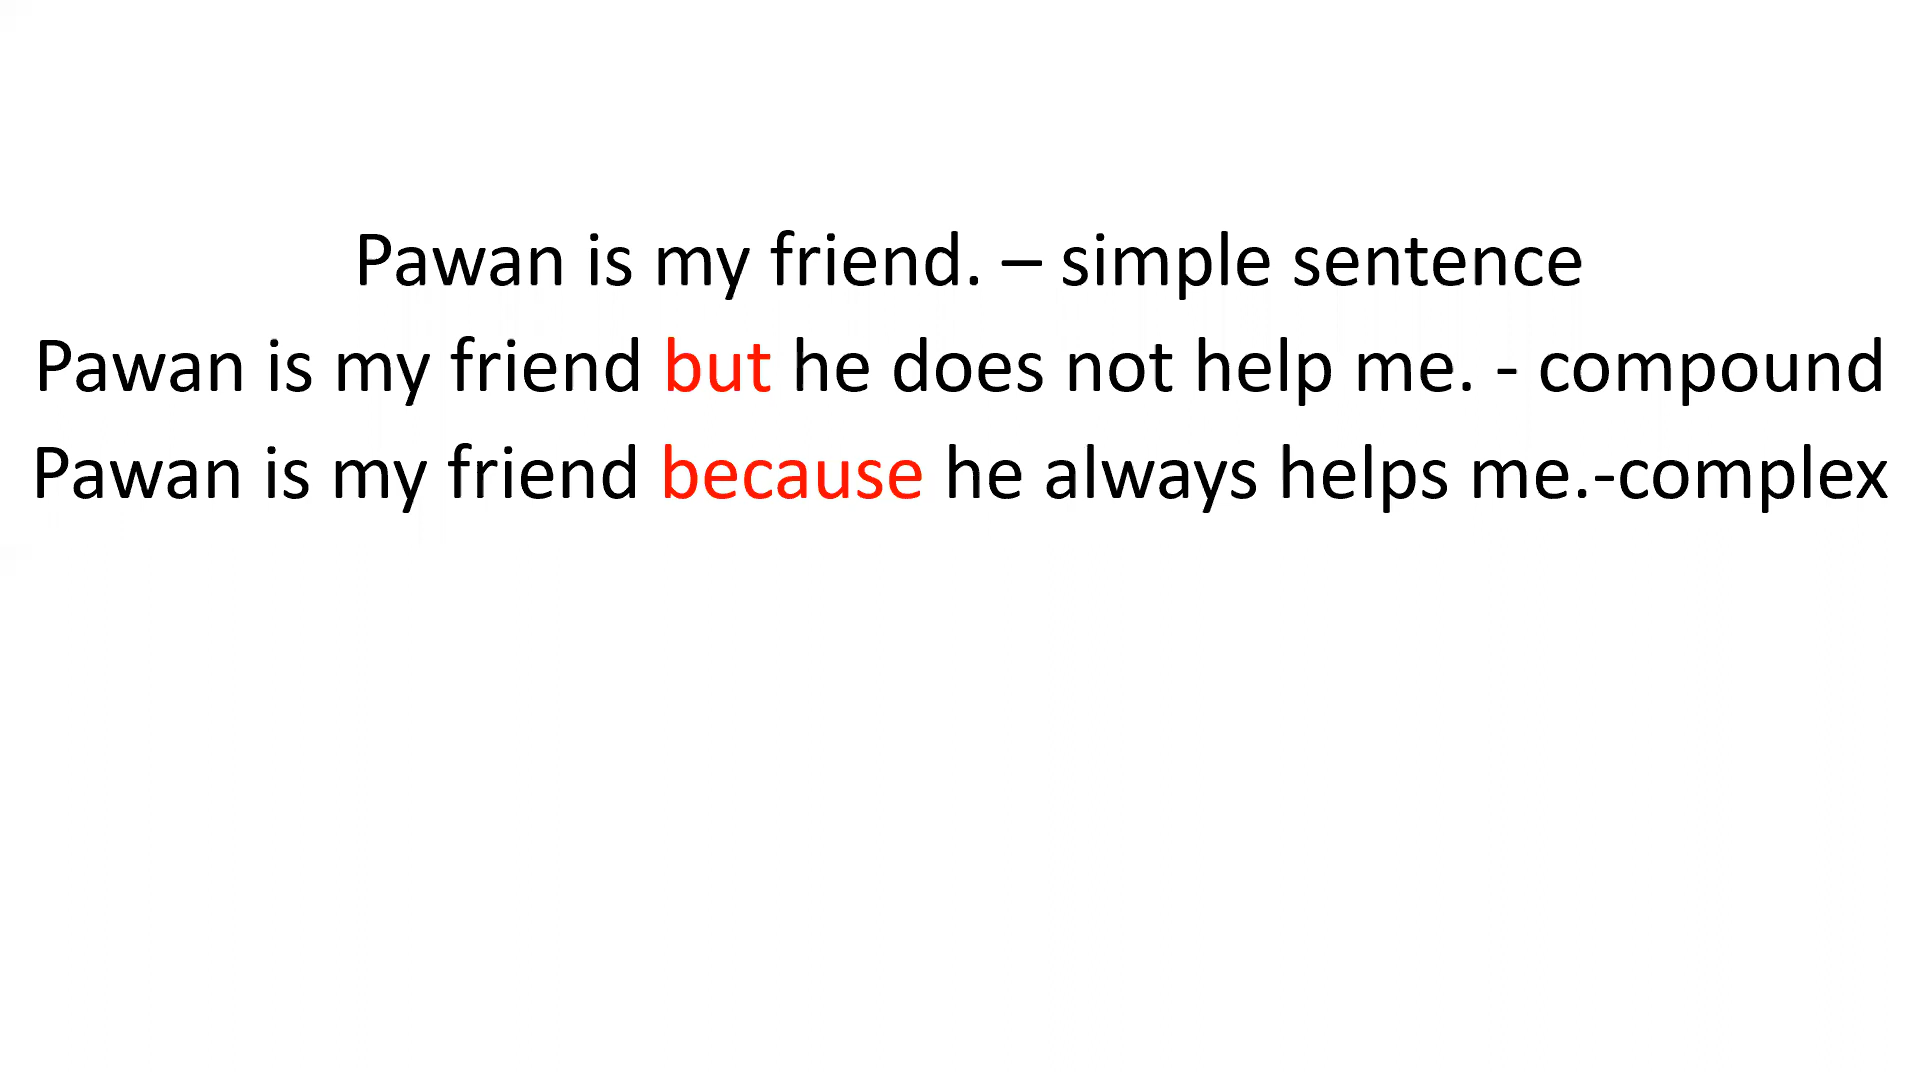 Pawan is my friend. – simple sentence
Pawan is my friend but he does not help me. - compound
Pawan is my friend because he always helps me.-complex